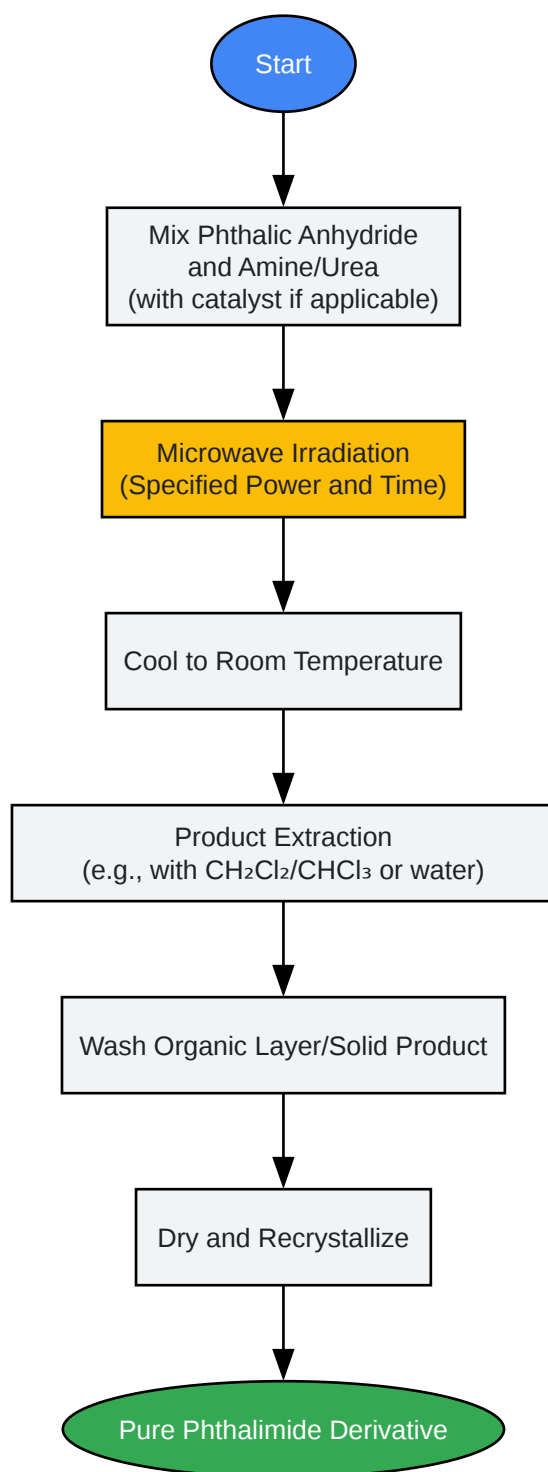 Start
Mix Phthalic Anhydride
and Amine/Urea
(with catalyst if applicable)
Microwave Irradiation
(Specified Power and Time)
Cool to Room Temperature
Product Extraction
(e.g., with CH₂Cl₂/CHCl₃ or water)
Wash Organic Layer/Solid Product
Dry and Recrystallize
Pure Phthalimide Derivative